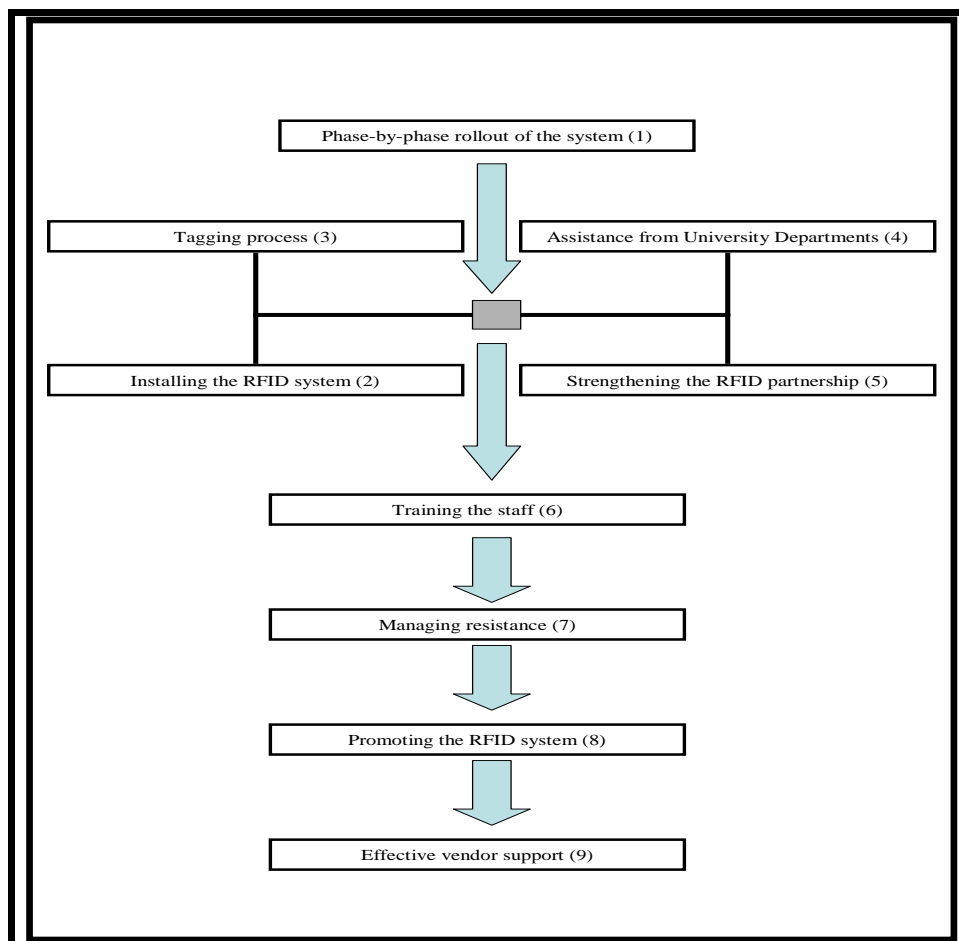 Phase-by-phase rollout of the system (1)
Tagging process (3)
Assistance from University Departments (4)
Installing the RFID system (2)
Strengthening the RFID partnership (5)
Training the staff (6)
Managing resistance (7)
Promoting the RFID system (8)
Effective vendor support (9)